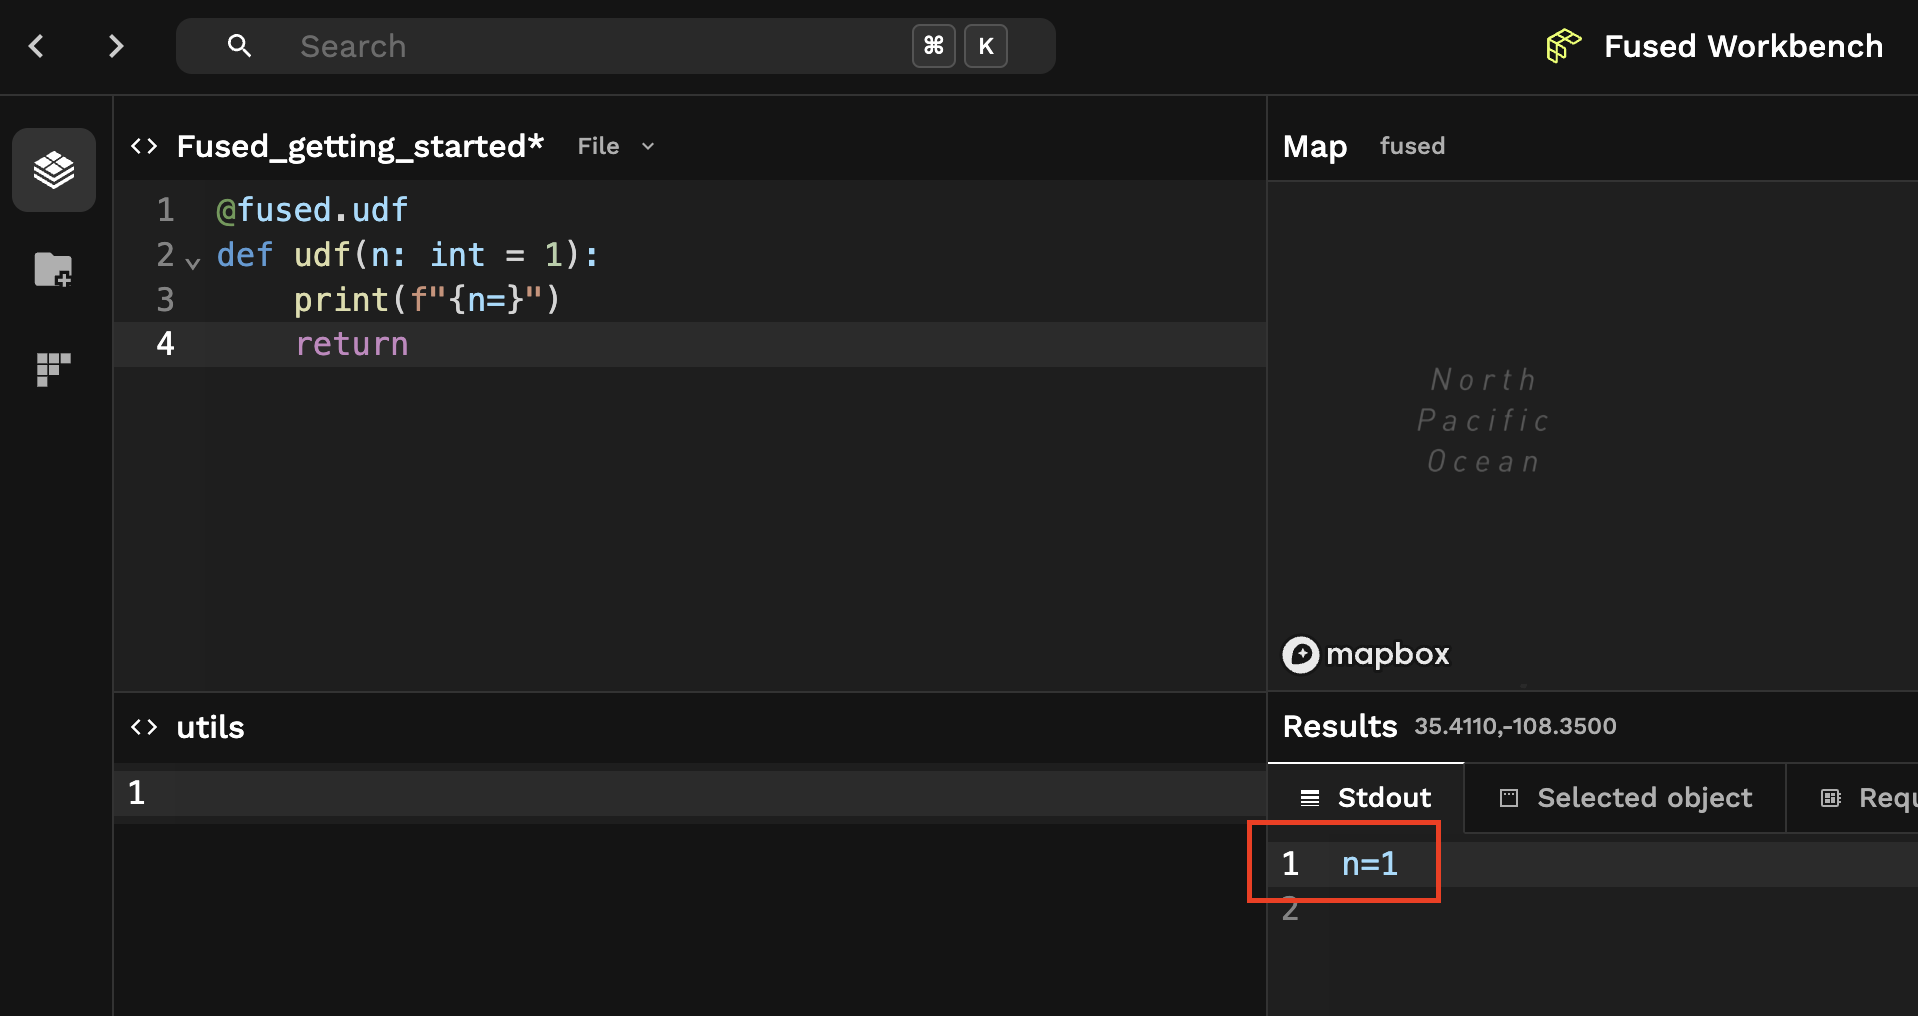 Search ⌘ K
Fused Workbench
Fused_getting_started* File
1 @fused.udf
2 def udf(n: int = 1):
3 print(f"{n=}")
4 return
utils
1
Map fused
North
Pacific
Ocean
mapbox
Results 35.4110,-108.3500
Stdout Selected object Requ
1 n=1
2